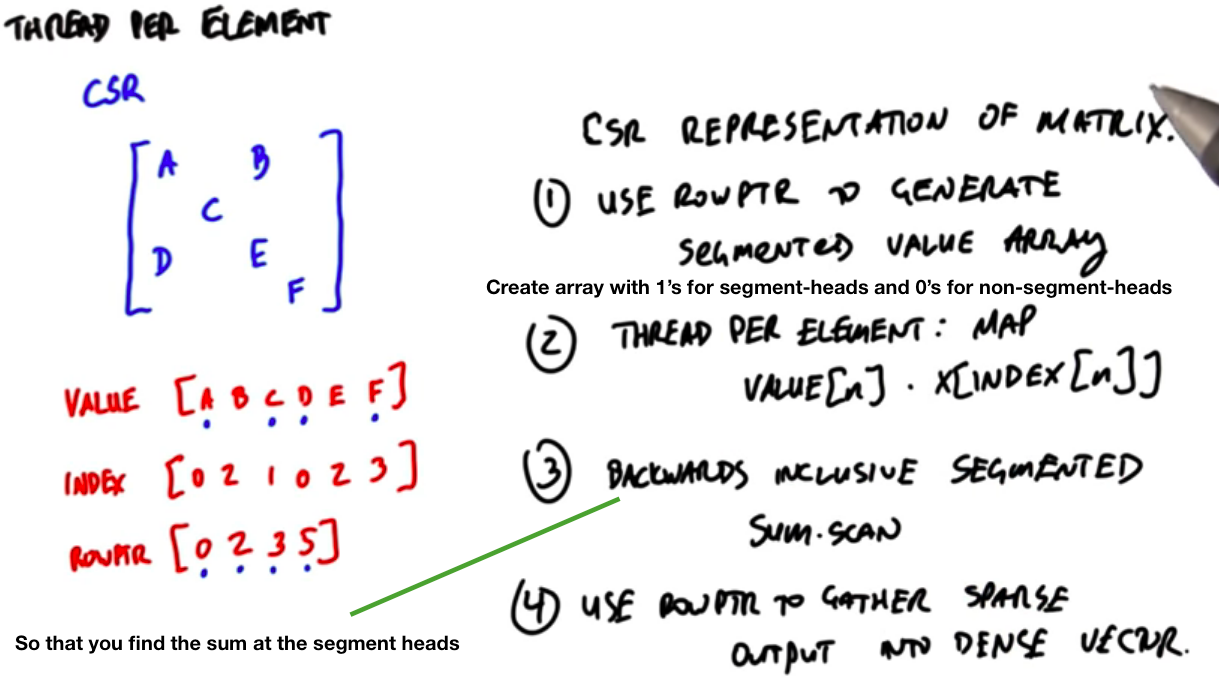 THREAD PER ELEMENT
CSR
A B
C
D E
F
VALUE [A B C D E F]
INDEX [0 2 1 0 2 3]
ROWPTR [0 2 3 5]
So that you find the sum at the segment heads
CSR REPRESENTATION OF MATRIX.
① USE ROWPTR TO GENERATE
SEGMENTED VALUE ARRAY
Create array with 1's for segment-heads and 0's for non-segment-heads
② THREAD PER ELEMENT: MAP
VALUE[n] · X[INDEX[n]]
③ BACKWARDS INCLUSIVE SEGMENTED
SUM-SCAN
④ USE ROWPTR TO GATHER SPARSE
OUTPUT INTO DENSE VECTOR.